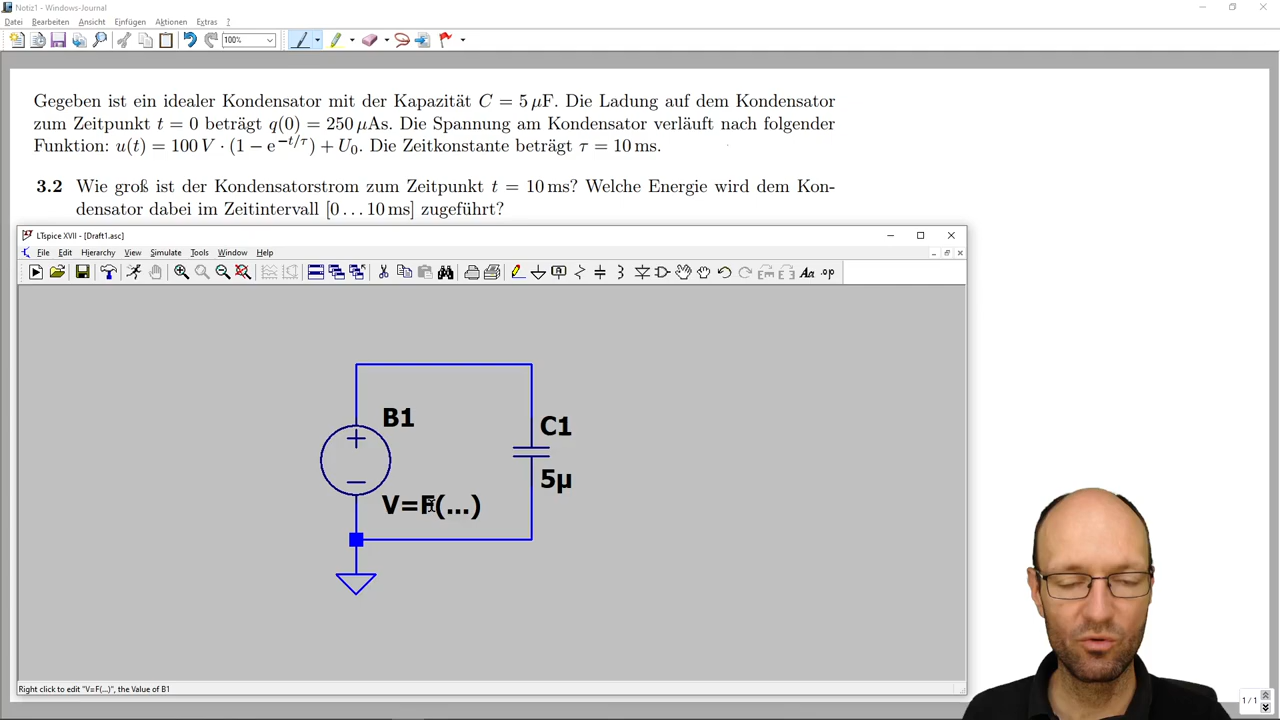 Notiz1 - Windows-Journal
Datei Bearbeiten Ansicht Einfügen Aktionen Extras ?
100%
Gegeben ist ein idealer Kondensator mit der Kapazität C = 5 μF. Die Ladung auf dem Kondensator
zum Zeitpunkt t = 0 beträgt q(0) = 250 μAs. Die Spannung am Kondensator verläuft nach folgender
Funktion: u(t) = 100 V · (1 − e^{−t/τ}) + U₀. Die Zeitkonstante beträgt τ = 10 ms.
3.2 Wie groß ist der Kondensatorstrom zum Zeitpunkt t = 10 ms? Welche Energie wird dem Kon-
densator dabei im Zeitintervall [0 … 10 ms] zugeführt?
LTspice XVII - [Draft1.asc]
File Edit Hierarchy View Simulate Tools Window Help
Aa .op
B1
C1
5μ
V=F(...)
Right click to edit "V=F(...)", the Value of B1
1/1